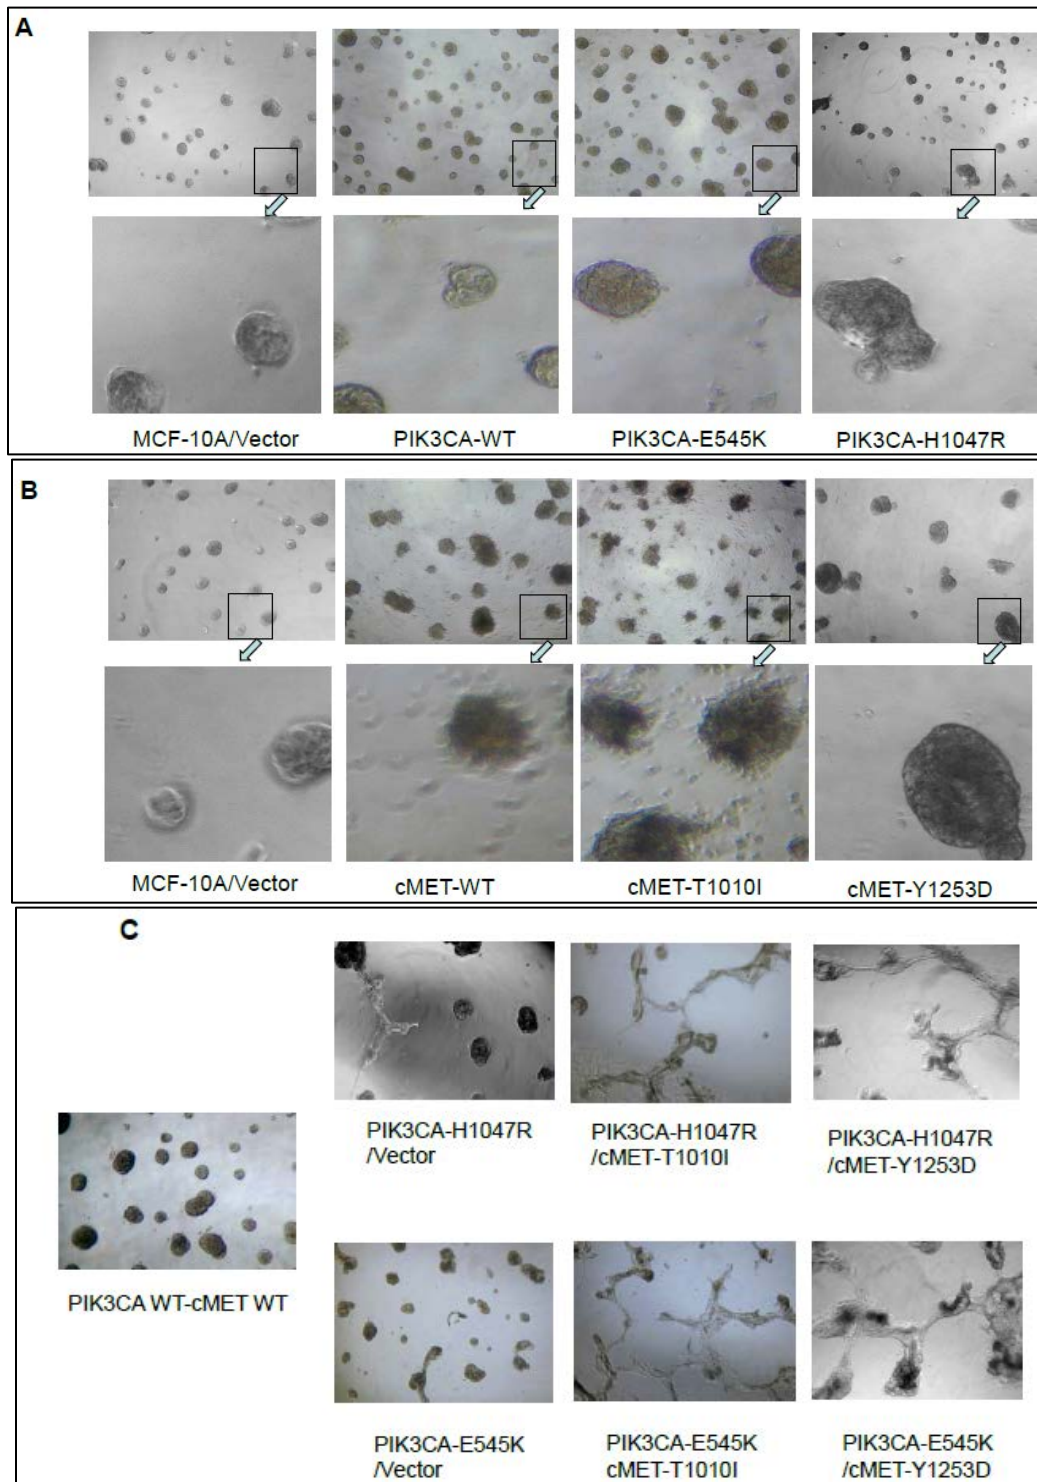 A
MCF-10A/Vector
PIK3CA-WT
PIK3CA-E545K
PIK3CA-H1047R
B
MCF-10A/Vector
cMET-WT
cMET-T1010I
cMET-Y1253D
C
PIK3CA-H1047R
/Vector
PIK3CA-H1047R
/cMET-T1010I
PIK3CA-H1047R
/cMET-Y1253D
PIK3CA WT-cMET WT
PIK3CA-E545K
/Vector
PIK3CA-E545K
cMET-T1010I
PIK3CA-E545K
/cMET-Y1253D